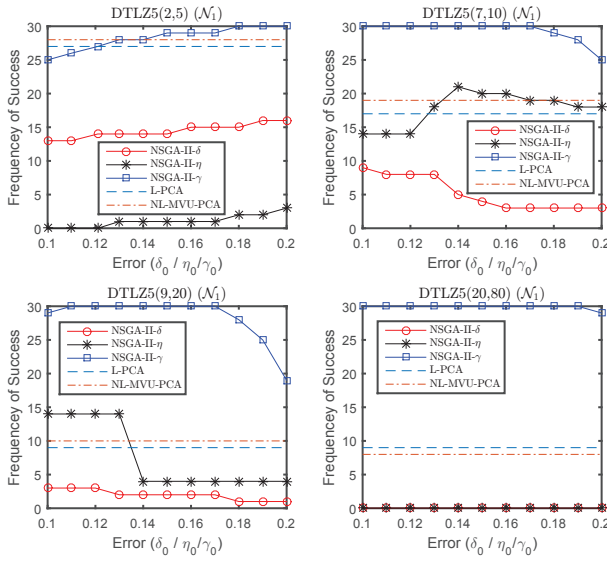 DTLZ5(2,5) (𝒩₁)
Frequencey of Success
30
25
20
15
10
5
0
NSGA-II-δ
NSGA-II-η
NSGA-II-γ
L-PCA
NL-MVU-PCA
0.1 0.12 0.14 0.16 0.18 0.2
Error (δ₀ / η₀/γ₀)
DTLZ5(7,10) (𝒩₁)
Frequencey of Success
30
25
20
15
10
5
0
NSGA-II-δ
NSGA-II-η
NSGA-II-γ
L-PCA
NL-MVU-PCA
0.1 0.12 0.14 0.16 0.18 0.2
Error (δ₀ / η₀/γ₀)
DTLZ5(9,20) (𝒩₁)
Frequencey of Success
30
25
20
15
10
5
0
NSGA-II-δ
NSGA-II-η
NSGA-II-γ
L-PCA
NL-MVU-PCA
0.1 0.12 0.14 0.16 0.18 0.2
Error (δ₀ / η₀/γ₀)
DTLZ5(20,80) (𝒩₁)
Frequencey of Success
30
25
20
15
10
5
0
NSGA-II-δ
NSGA-II-η
NSGA-II-γ
L-PCA
NL-MVU-PCA
0.1 0.12 0.14 0.16 0.18 0.2
Error (δ₀ / η₀/γ₀)